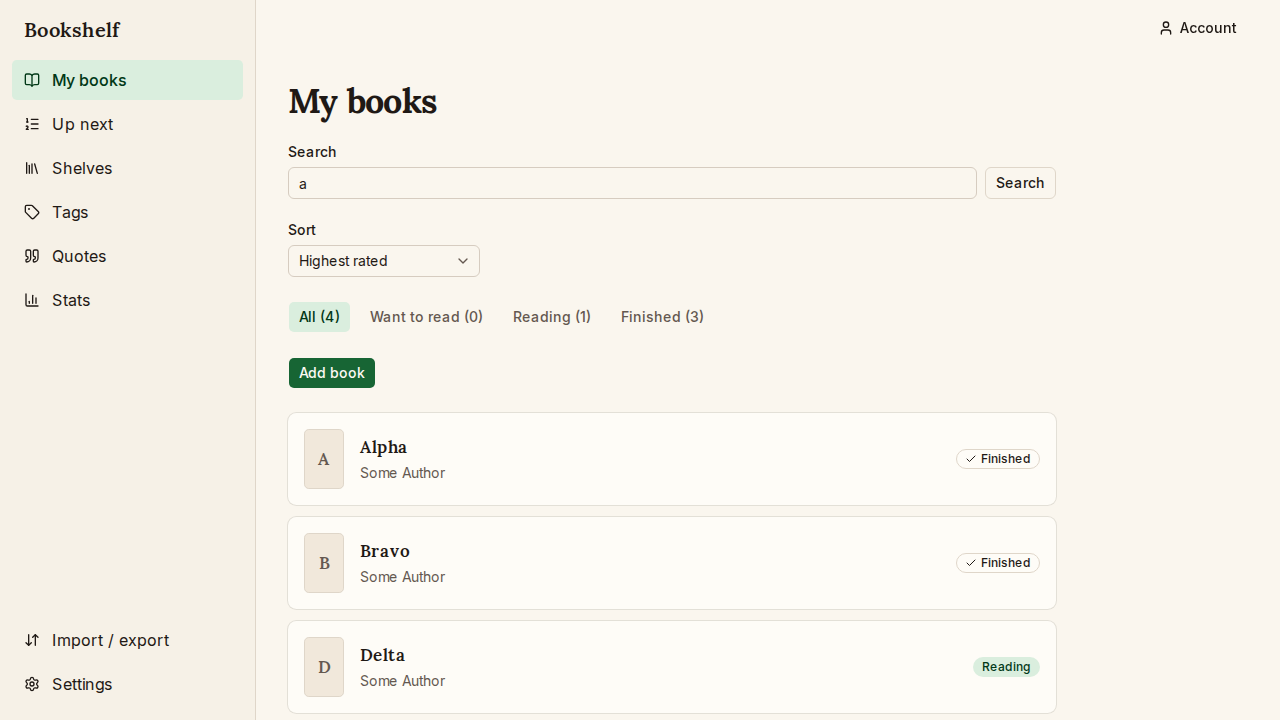 Bookshelf
My books
Up next
Shelves
Tags
Quotes
Stats
Import / export
Settings
Account
My books
Search
a
Search
Sort
Highest rated
All (4)
Want to read (0)
Reading (1)
Finished (3)
Add book
A
Alpha
Some Author
Finished
B
Bravo
Some Author
Finished
D
Delta
Some Author
Reading